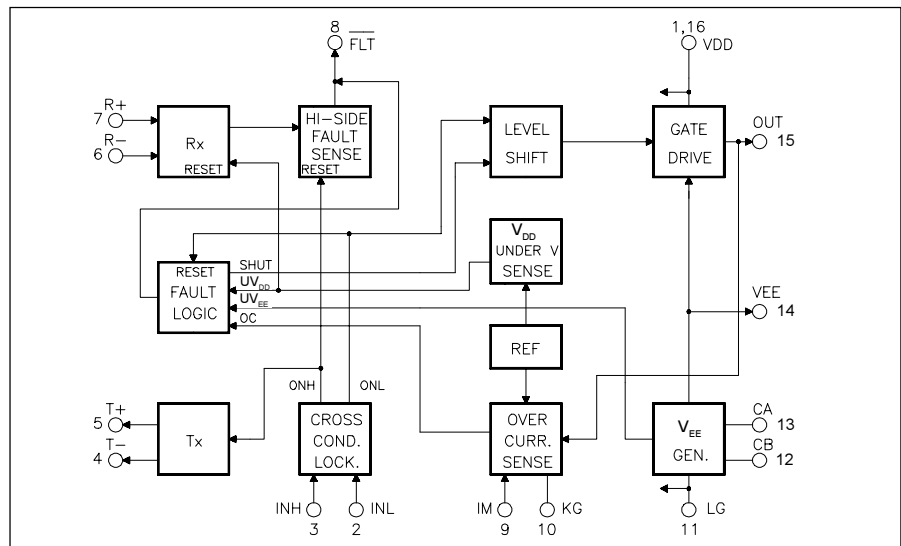 8
FLT
1,16
VDD
R+
7
R-
6
Rx
RESET
HI-SIDE
FAULT
SENSE
RESET
LEVEL
SHIFT
GATE
DRIVE
OUT
15
RESET
FAULT
LOGIC
SHUT
UVDD
UVEE
OC
VDD
UNDER V
SENSE
REF
VEE
14
T+
5
T-
4
Tx
ONH
ONL
CROSS
COND.
LOCK.
OVER
CURR.
SENSE
VEE
GEN.
CA
13
CB
12
INH
3
INL
2
IM
9
KG
10
LG
11